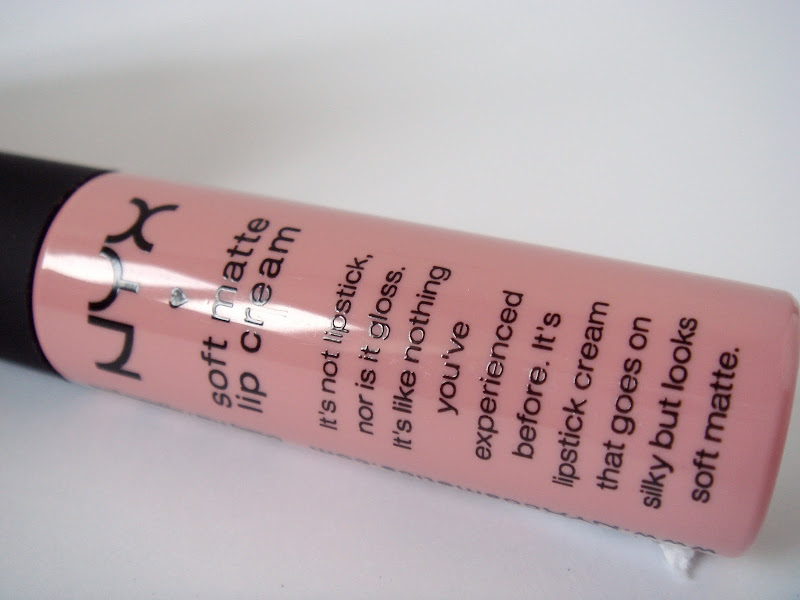 NYX
soft matte
lip cream
It's not lipstick,
nor is it gloss.
It's like nothing
you've
experienced
before. It's
lipstick cream
that goes on
silky but looks
soft matte.